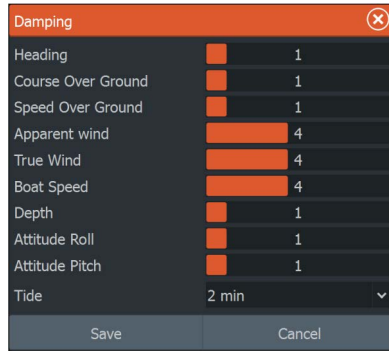 Damping
Heading 1
Course Over Ground 1
Speed Over Ground 1
Apparent wind 4
True Wind 4
Boat Speed 4
Depth 1
Attitude Roll 1
Attitude Pitch 1
Tide 2 min
Save Cancel